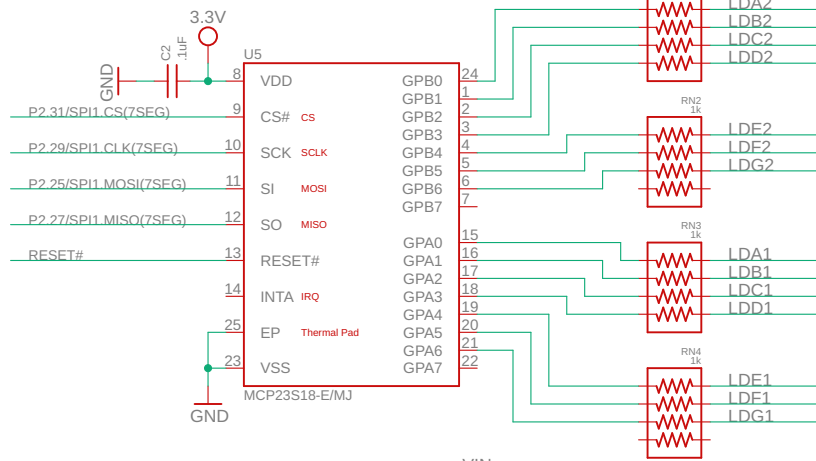 3.3V
C2
.1uF
GND
U5
8 VDD
9 CS# CS
10 SCK SCLK
11 SI MOSI
12 SO MISO
13 RESET#
14 INTA IRQ
25 EP Thermal Pad
23 VSS
P2.31/SPI1.CS(7SEG)
P2.29/SPI1.CLK(7SEG)
P2.25/SPI1.MOSI(7SEG)
P2.27/SPI1.MISO(7SEG)
RESET#
GND
MCP23S18-E/MJ
GPB0 24
GPB1 1
GPB2 2
GPB3 3
GPB4 4
GPB5 5
GPB6 6
GPB7 7
GPA0 15
GPA1 16
GPA2 17
GPA3 18
GPA4 19
GPA5 20
GPA6 21
GPA7 22
LDA2
LDB2
LDC2
LDD2
RN2
1k
LDE2
LDF2
LDG2
RN3
1k
LDA1
LDB1
LDC1
LDD1
RN4
1k
LDE1
LDF1
LDG1